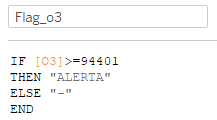 Flag_o3
IF [O3]>=94401
THEN "ALERTA"
ELSE "-"
END